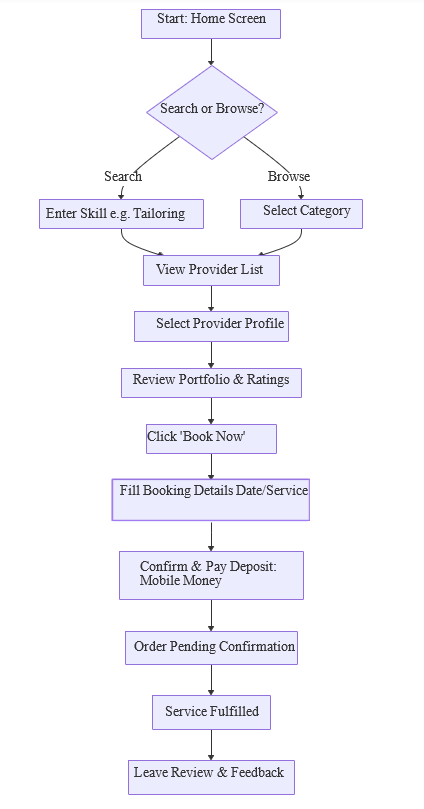 Start: Home Screen
Search or Browse?
Search
Browse
Enter Skill e.g. Tailoring
Select Category
View Provider List
Select Provider Profile
Review Portfolio & Ratings
Click 'Book Now'
Fill Booking Details Date/Service
Confirm & Pay Deposit:
Mobile Money
Order Pending Confirmation
Service Fulfilled
Leave Review & Feedback